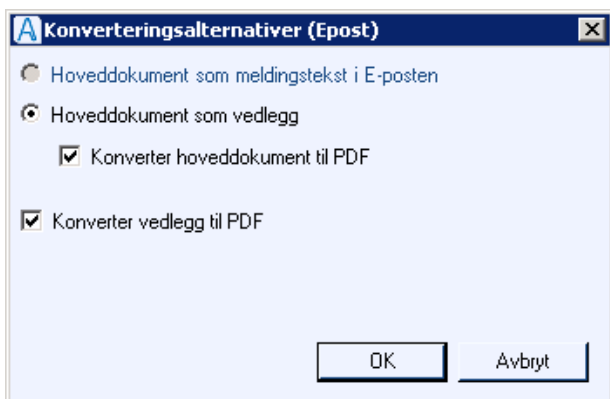 Konverteringsalternativer (Epost)
Hoveddokument som meldingstekst i E-posten
Hoveddokument som vedlegg
Konverter hoveddokument til PDF
Konverter vedlegg til PDF
OK Avbryt